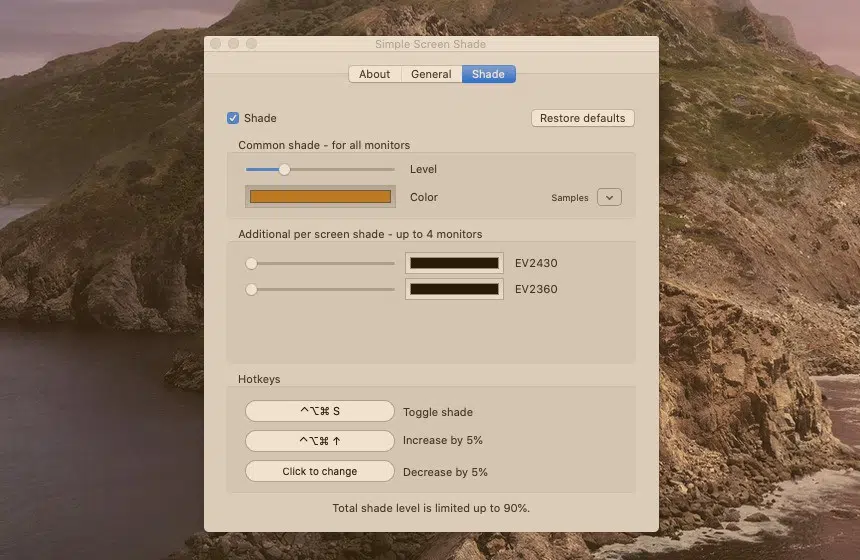 Simple Screen Shade
About General Shade
Shade Restore defaults
Common shade - for all monitors
Level
Color Samples
Additional per screen shade - up to 4 monitors
EV2430
EV2360
Hotkeys
^⌥⌘ S Toggle shade
^⌥⌘ ↑ Increase by 5%
Click to change Decrease by 5%
Total shade level is limited up to 90%.